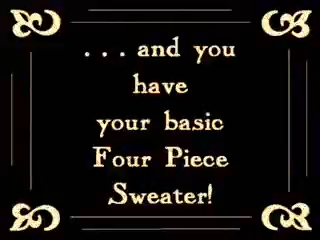 . . . and you
have
your basic
Four Piece
Sweater!